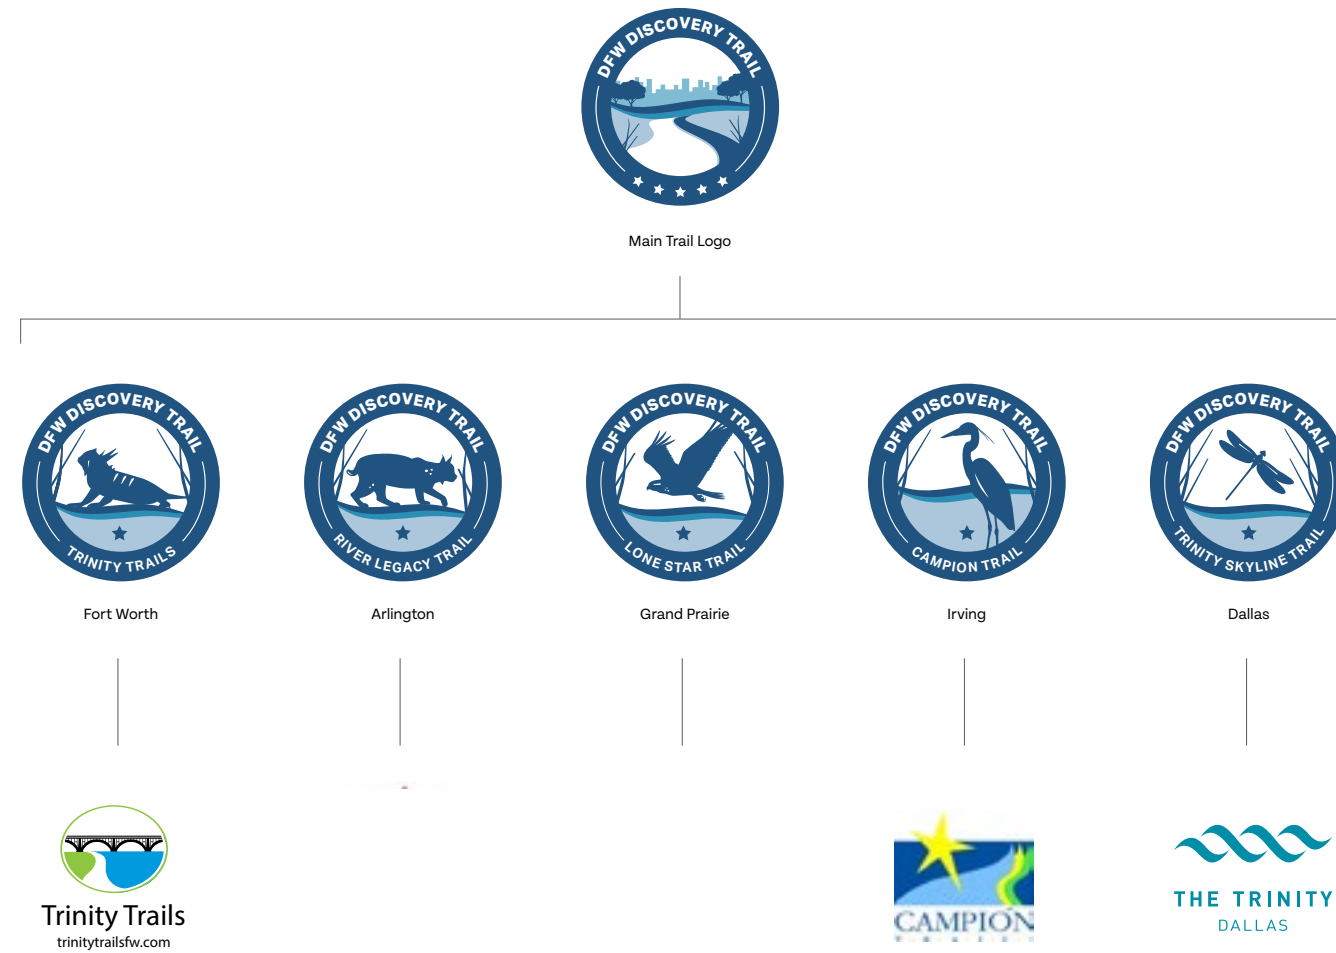 DFW DISCOVERY TRAIL
Main Trail Logo
DFW DISCOVERY TRAIL
TRINITY TRAILS
DFW DISCOVERY TRAIL
RIVER LEGACY TRAIL
DFW DISCOVERY TRAIL
LONE STAR TRAIL
DFW DISCOVERY TRAIL
CAMPION TRAIL
DFW DISCOVERY TRAIL
TRINITY SKYLINE TRAIL
Fort Worth
Arlington
Grand Prairie
Irving
Dallas
Trinity Trails
trinitytrailsfw.com
CAMPION
THE TRINITY
DALLAS